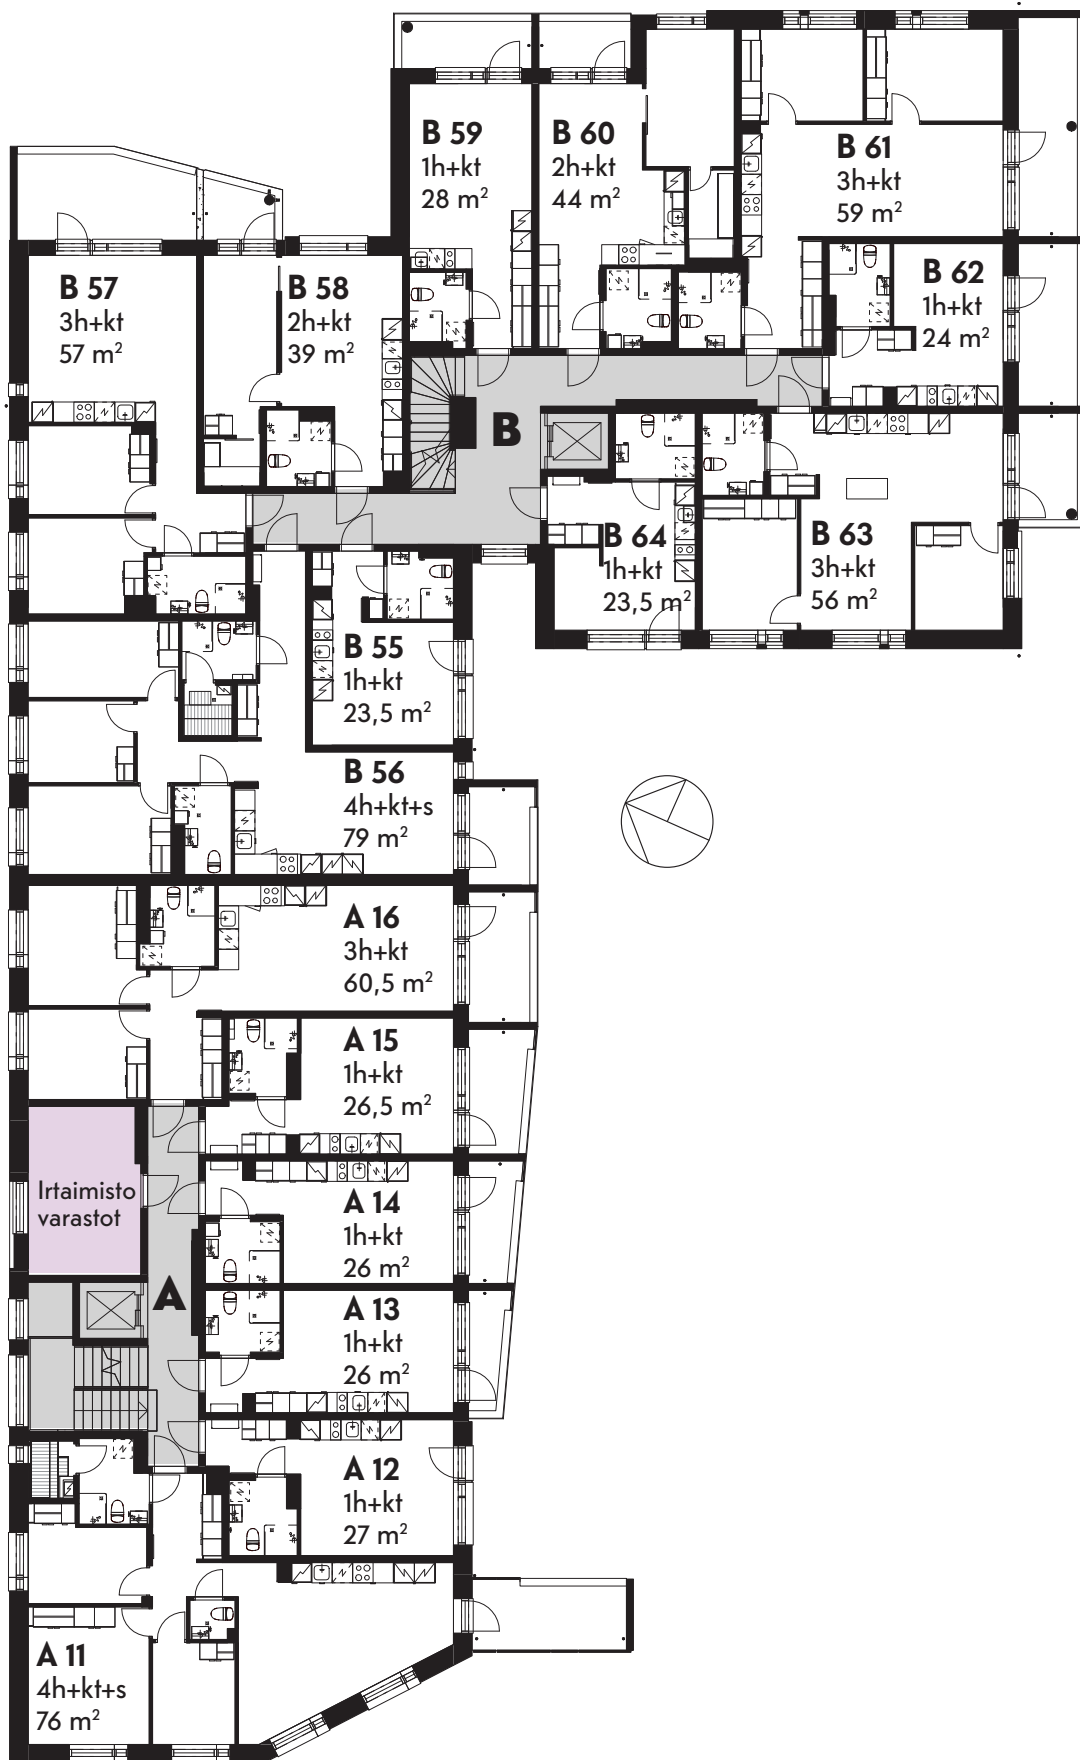 B 59
1h+kt
28 m²
B 60
2h+kt
44 m²
B 61
3h+kt
59 m²
B 57
3h+kt
57 m²
B 58
2h+kt
39 m²
B 62
1h+kt
24 m²
B
B 64
1h+kt
23,5 m²
B 63
3h+kt
56 m²
B 55
1h+kt
23,5 m²
B 56
4h+kt+s
79 m²
A 16
3h+kt
60,5 m²
A 15
1h+kt
26,5 m²
Irtaimisto
varastot
A 14
1h+kt
26 m²
A
A 13
1h+kt
26 m²
A 12
1h+kt
27 m²
A 11
4h+kt+s
76 m²